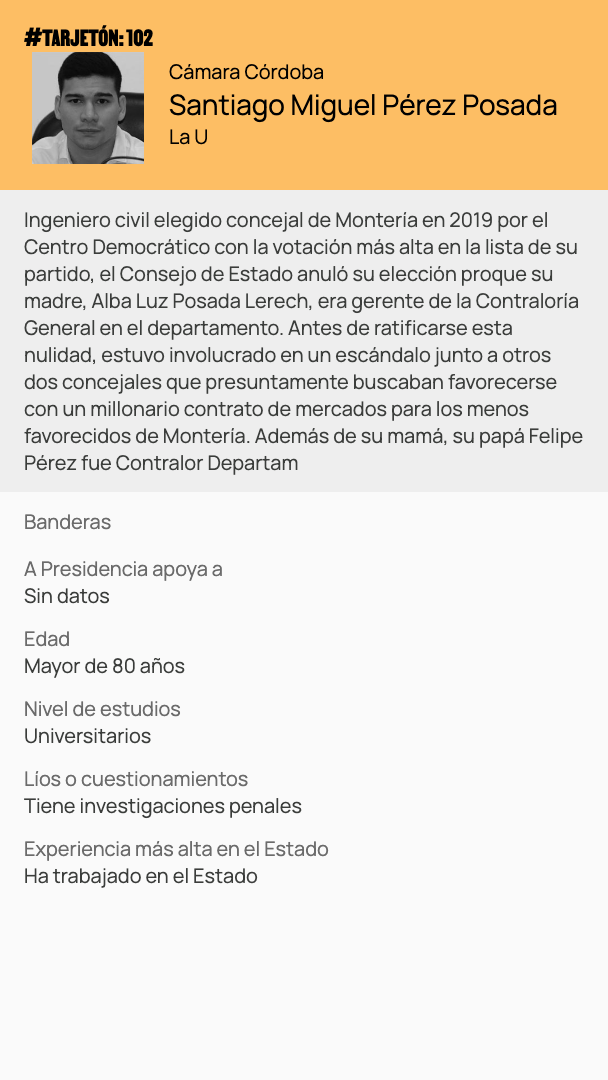 #TARJETÓN: 102
Cámara Córdoba
Santiago Miguel Pérez Posada
La U
Ingeniero civil elegido concejal de Montería en 2019 por el
Centro Democrático con la votación más alta en la lista de su
partido, el Consejo de Estado anuló su elección proque su
madre, Alba Luz Posada Lerech, era gerente de la Contraloría
General en el departamento. Antes de ratificarse esta
nulidad, estuvo involucrado en un escándalo junto a otros
dos concejales que presuntamente buscaban favorecerse
con un millonario contrato de mercados para los menos
favorecidos de Montería. Además de su mamá, su papá Felipe
Pérez fue Contralor Departam
Banderas
A Presidencia apoya a
Sin datos
Edad
Mayor de 80 años
Nivel de estudios
Universitarios
Líos o cuestionamientos
Tiene investigaciones penales
Experiencia más alta en el Estado
Ha trabajado en el Estado